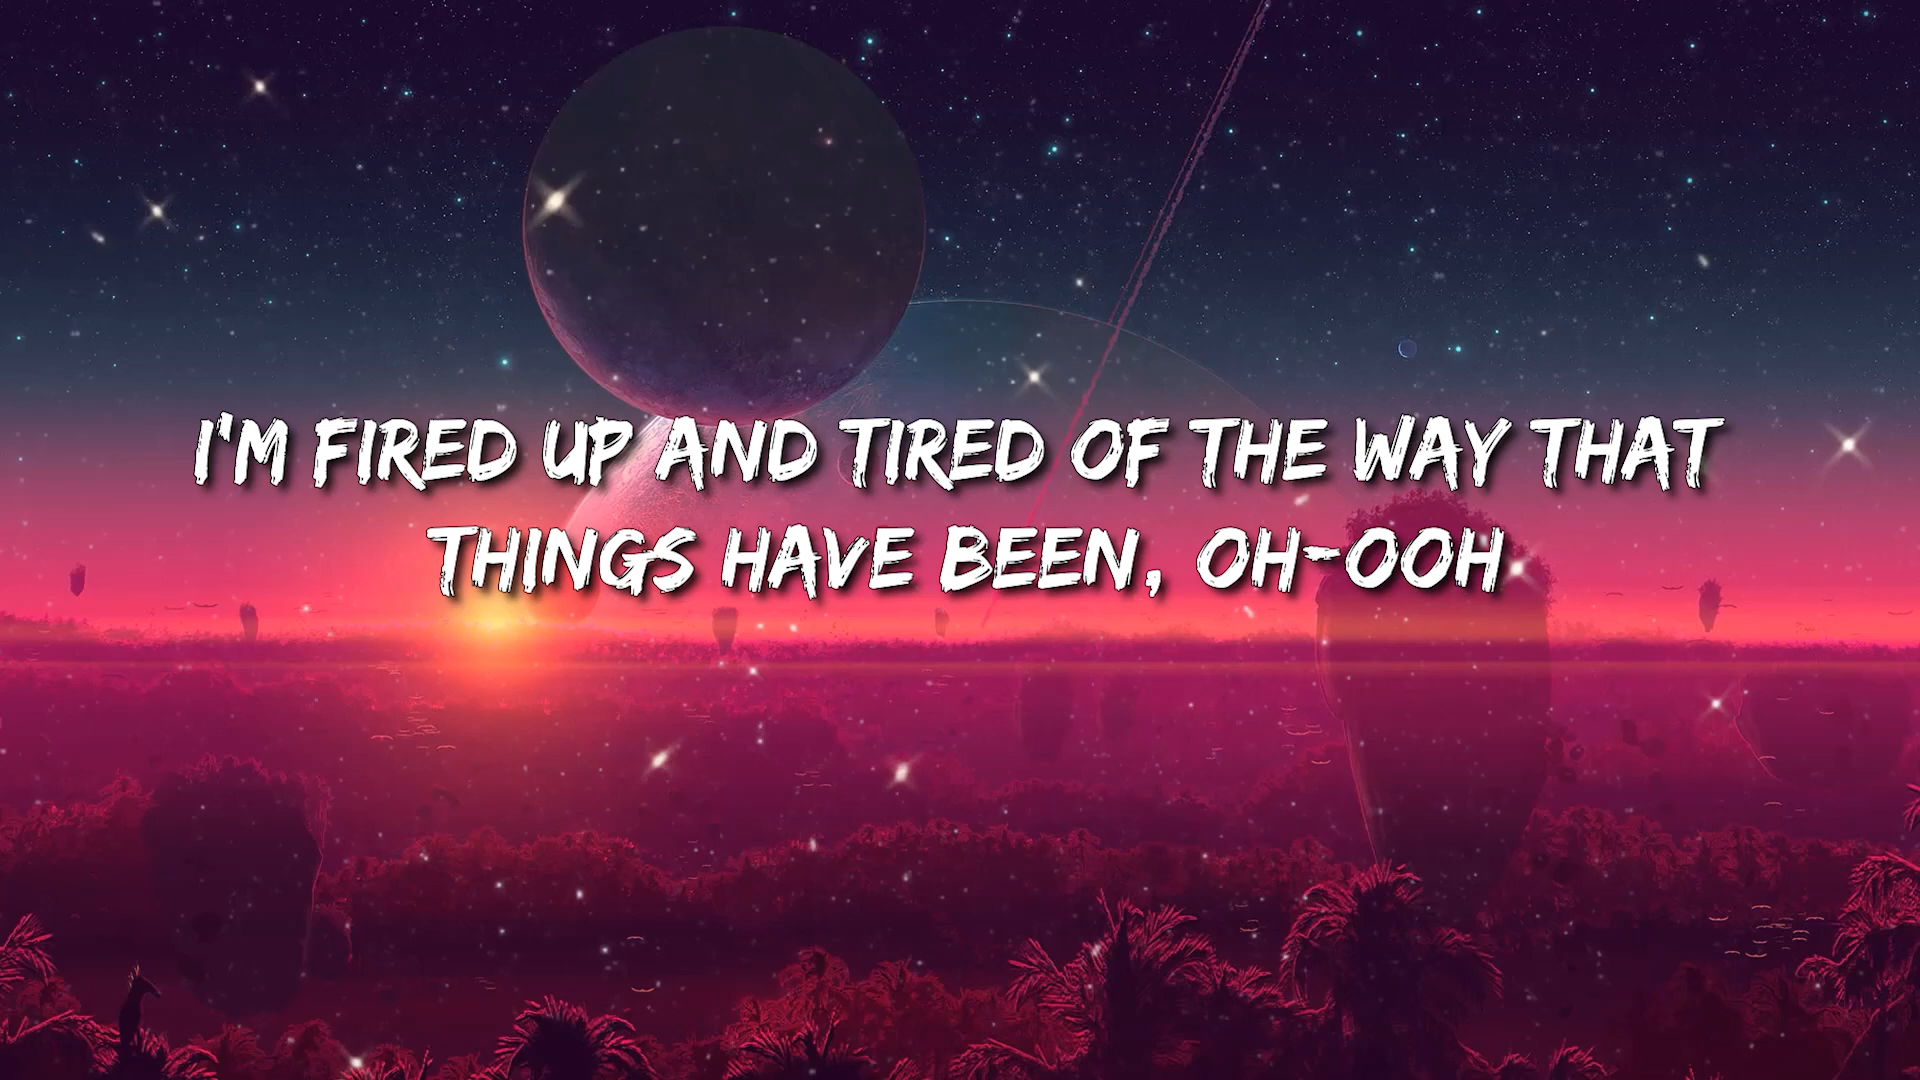 I'M FIRED UP AND TIRED OF THE WAY THAT
THINGS HAVE BEEN, OH-OOH